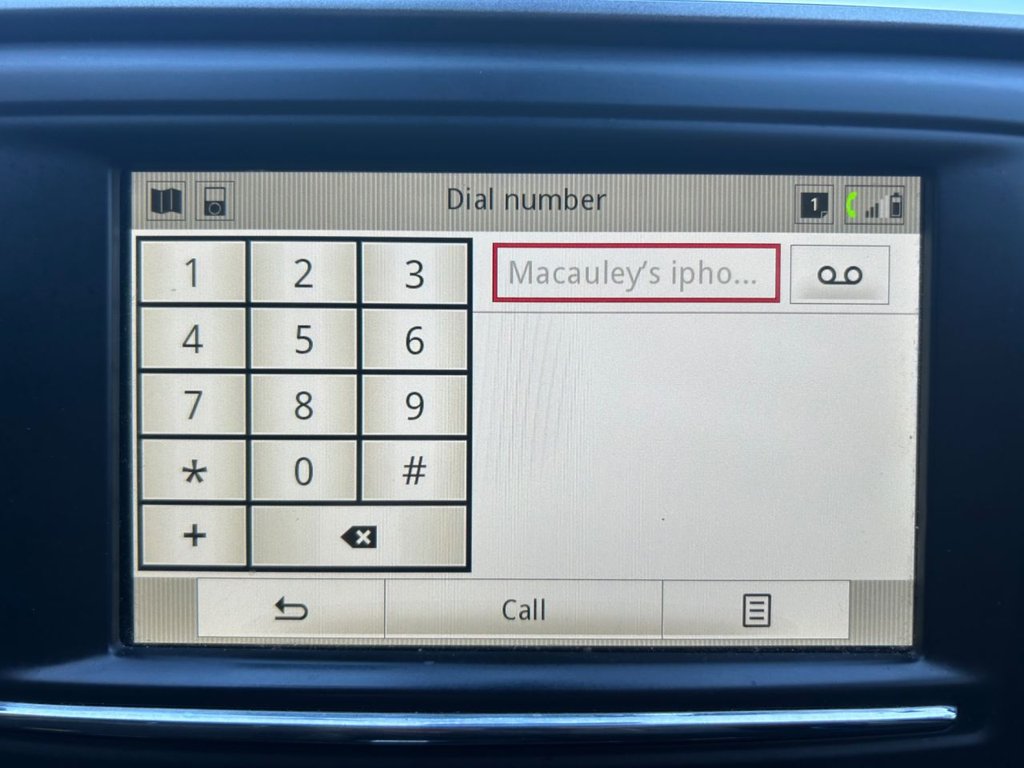 Dial number
1
1 2 3
Macauley's ipho...
4 5 6
7 8 9
* 0 #
+
Call